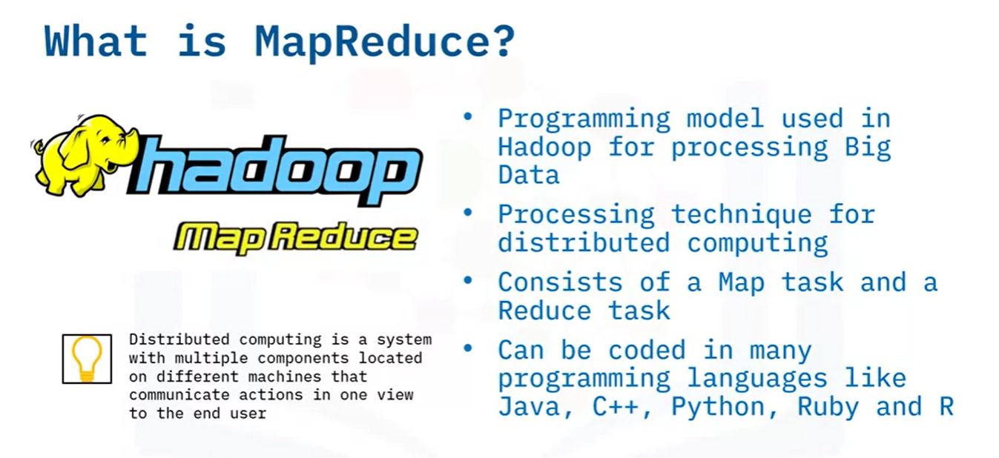 What is MapReduce?
hadoop
Map Reduce
Distributed computing is a system
with multiple components located
on different machines that
communicate actions in one view
to the end user
• Programming model used in
Hadoop for processing Big
Data
• Processing technique for
distributed computing
• Consists of a Map task and a
Reduce task
• Can be coded in many
programming languages like
Java, C++, Python, Ruby and R